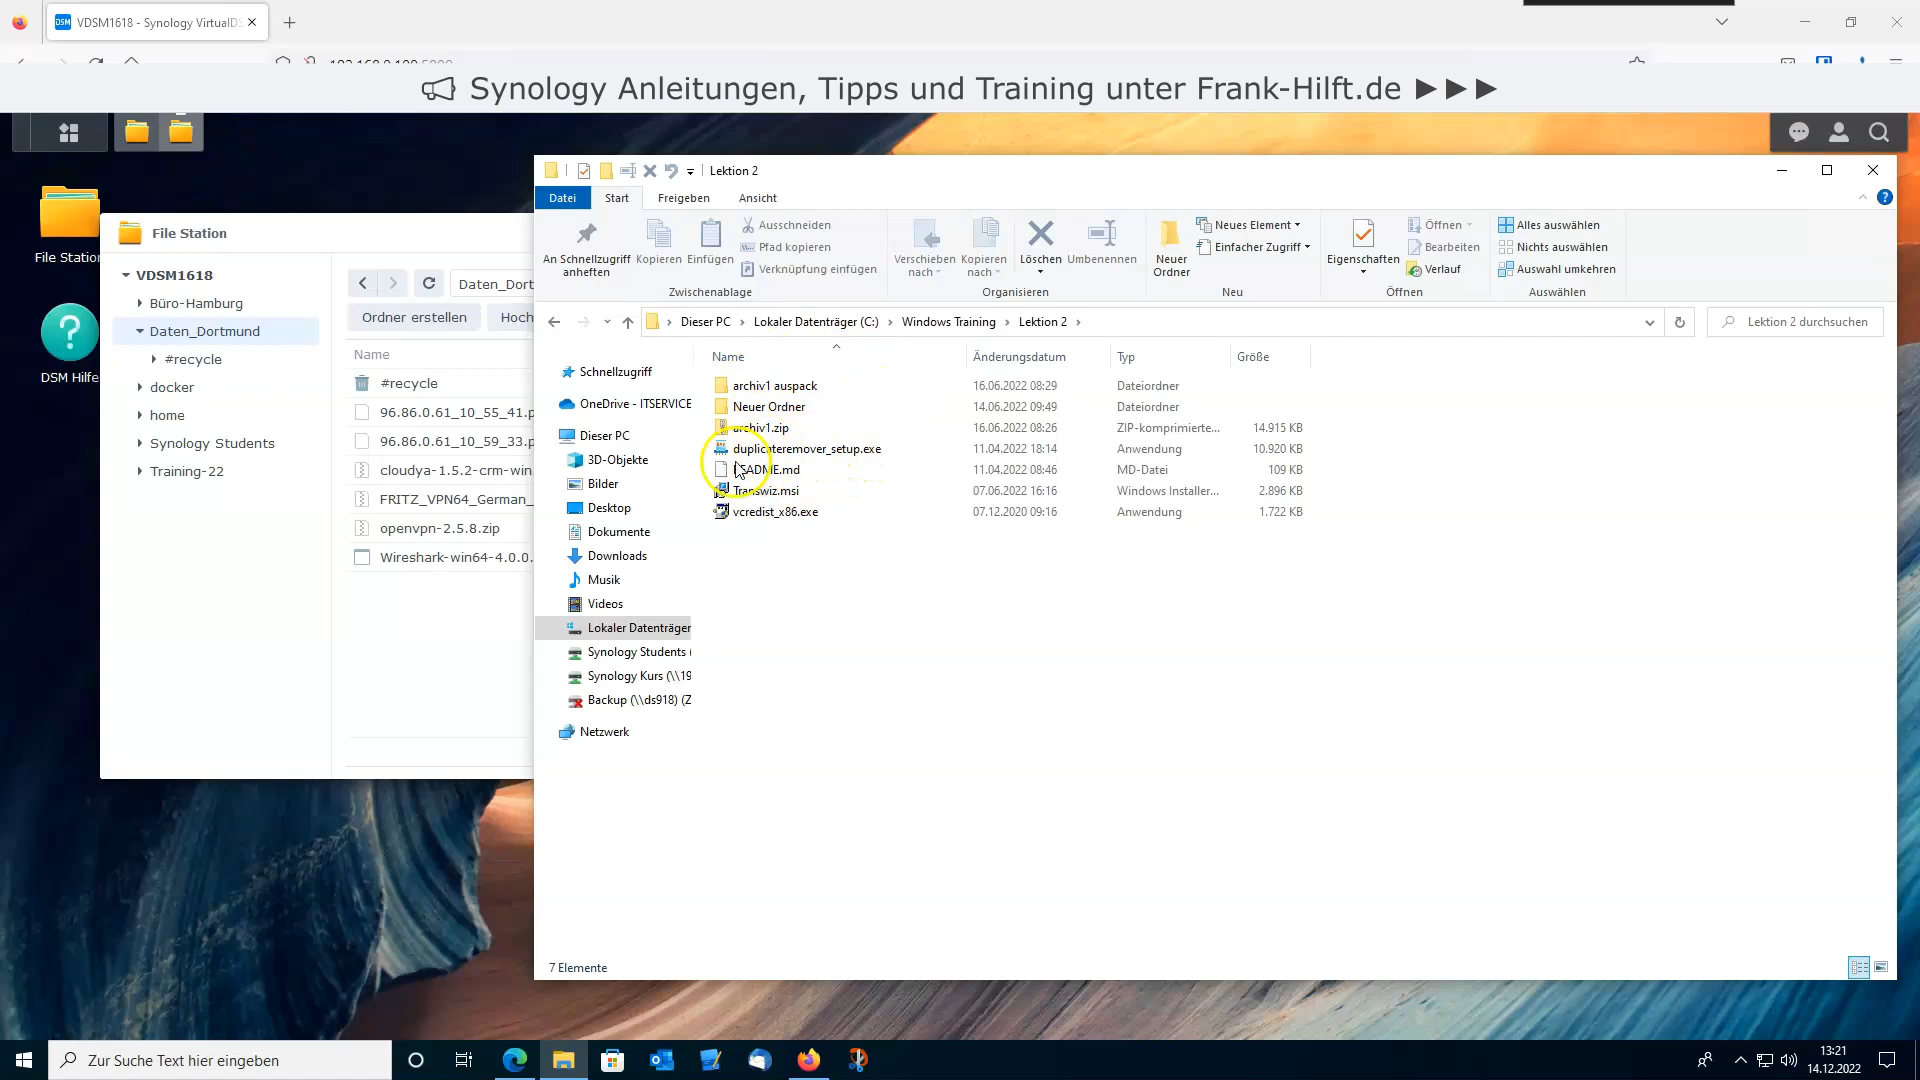 VDSM1618 - Synology VirtualDS
Synology Anleitungen, Tipps und Training unter Frank-Hilft.de ►►►
File Station
DSM Hilfe
File Station
VDSM1618
Büro-Hamburg
Daten_Dortmund
#recycle
docker
home
Synology Students
Training-22
Daten_Dort
Ordner erstellen
Hoch
Name
#recycle
96.86.0.61_10_55_41.p
96.86.0.61_10_59_33.p
cloudya-1.5.2-crm-win
FRITZ_VPN64_German_
openvpn-2.5.8.zip
Wireshark-win64-4.0.0.
Lektion 2
Datei Start Freigeben Ansicht
An Schnellzugriff
anheften
Kopieren
Einfügen
Ausschneiden
Pfad kopieren
Verknüpfung einfügen
Zwischenablage
Verschieben
nach
Kopieren
nach
Löschen
Umbenennen
Organisieren
Neuer
Ordner
Neues Element
Einfacher Zugriff
Neu
Eigenschaften
Öffnen
Bearbeiten
Verlauf
Öffnen
Alles auswählen
Nichts auswählen
Auswahl umkehren
Auswählen
Dieser PC › Lokaler Datenträger (C:) › Windows Training › Lektion 2 ›
Lektion 2 durchsuchen
Schnellzugriff
OneDrive - ITSERVICE
Dieser PC
3D-Objekte
Bilder
Desktop
Dokumente
Downloads
Musik
Videos
Lokaler Datenträger
Synology Students (
Synology Kurs (\\19
Backup (\\ds918) (Z
Netzwerk
Name Änderungsdatum Typ Größe
archiv1 auspack 16.06.2022 08:29 Dateiordner
Neuer Ordner 14.06.2022 09:49 Dateiordner
archiv1.zip 16.06.2022 08:26 ZIP-komprimierte... 14.915 KB
duplicateremover_setup.exe 11.04.2022 18:14 Anwendung 10.920 KB
README.md 11.04.2022 08:46 MD-Datei 109 KB
Transwiz.msi 07.06.2022 16:16 Windows Installer... 2.896 KB
vcredist_x86.exe 07.12.2020 09:16 Anwendung 1.722 KB
7 Elemente
Zur Suche Text hier eingeben
13:21
14.12.2022